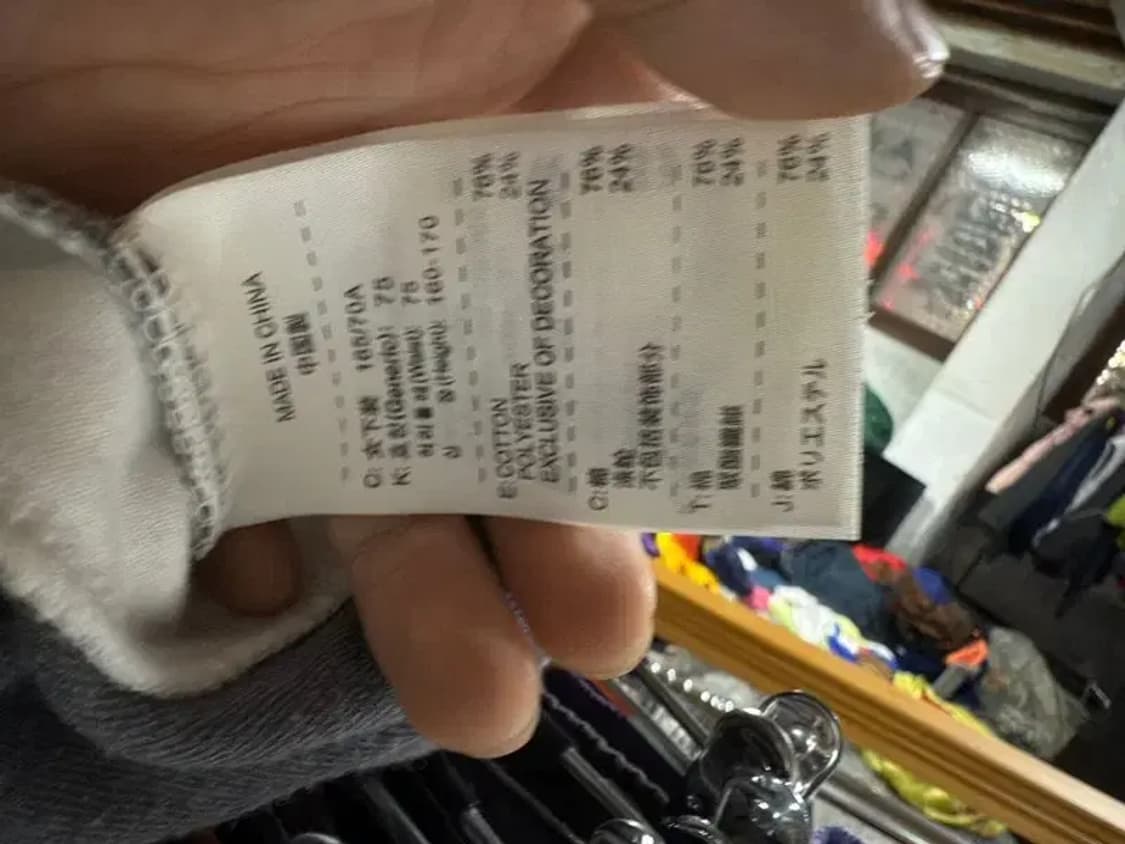 MADE IN CHINA
中国製
C: 女下装 165/70A
K: 호칭(Generic): 75
허리둘레(Waist): 75
신 장(Height): 160-170
E: COTTON 76%
POLYESTER 24%
EXCLUSIVE OF DECORATION
C: 棉 76%
涤纶 24%
不包括装饰部分
T: 棉 76%
聚酯纖維 24%
J: 綿 76%
ポリエステル 24%